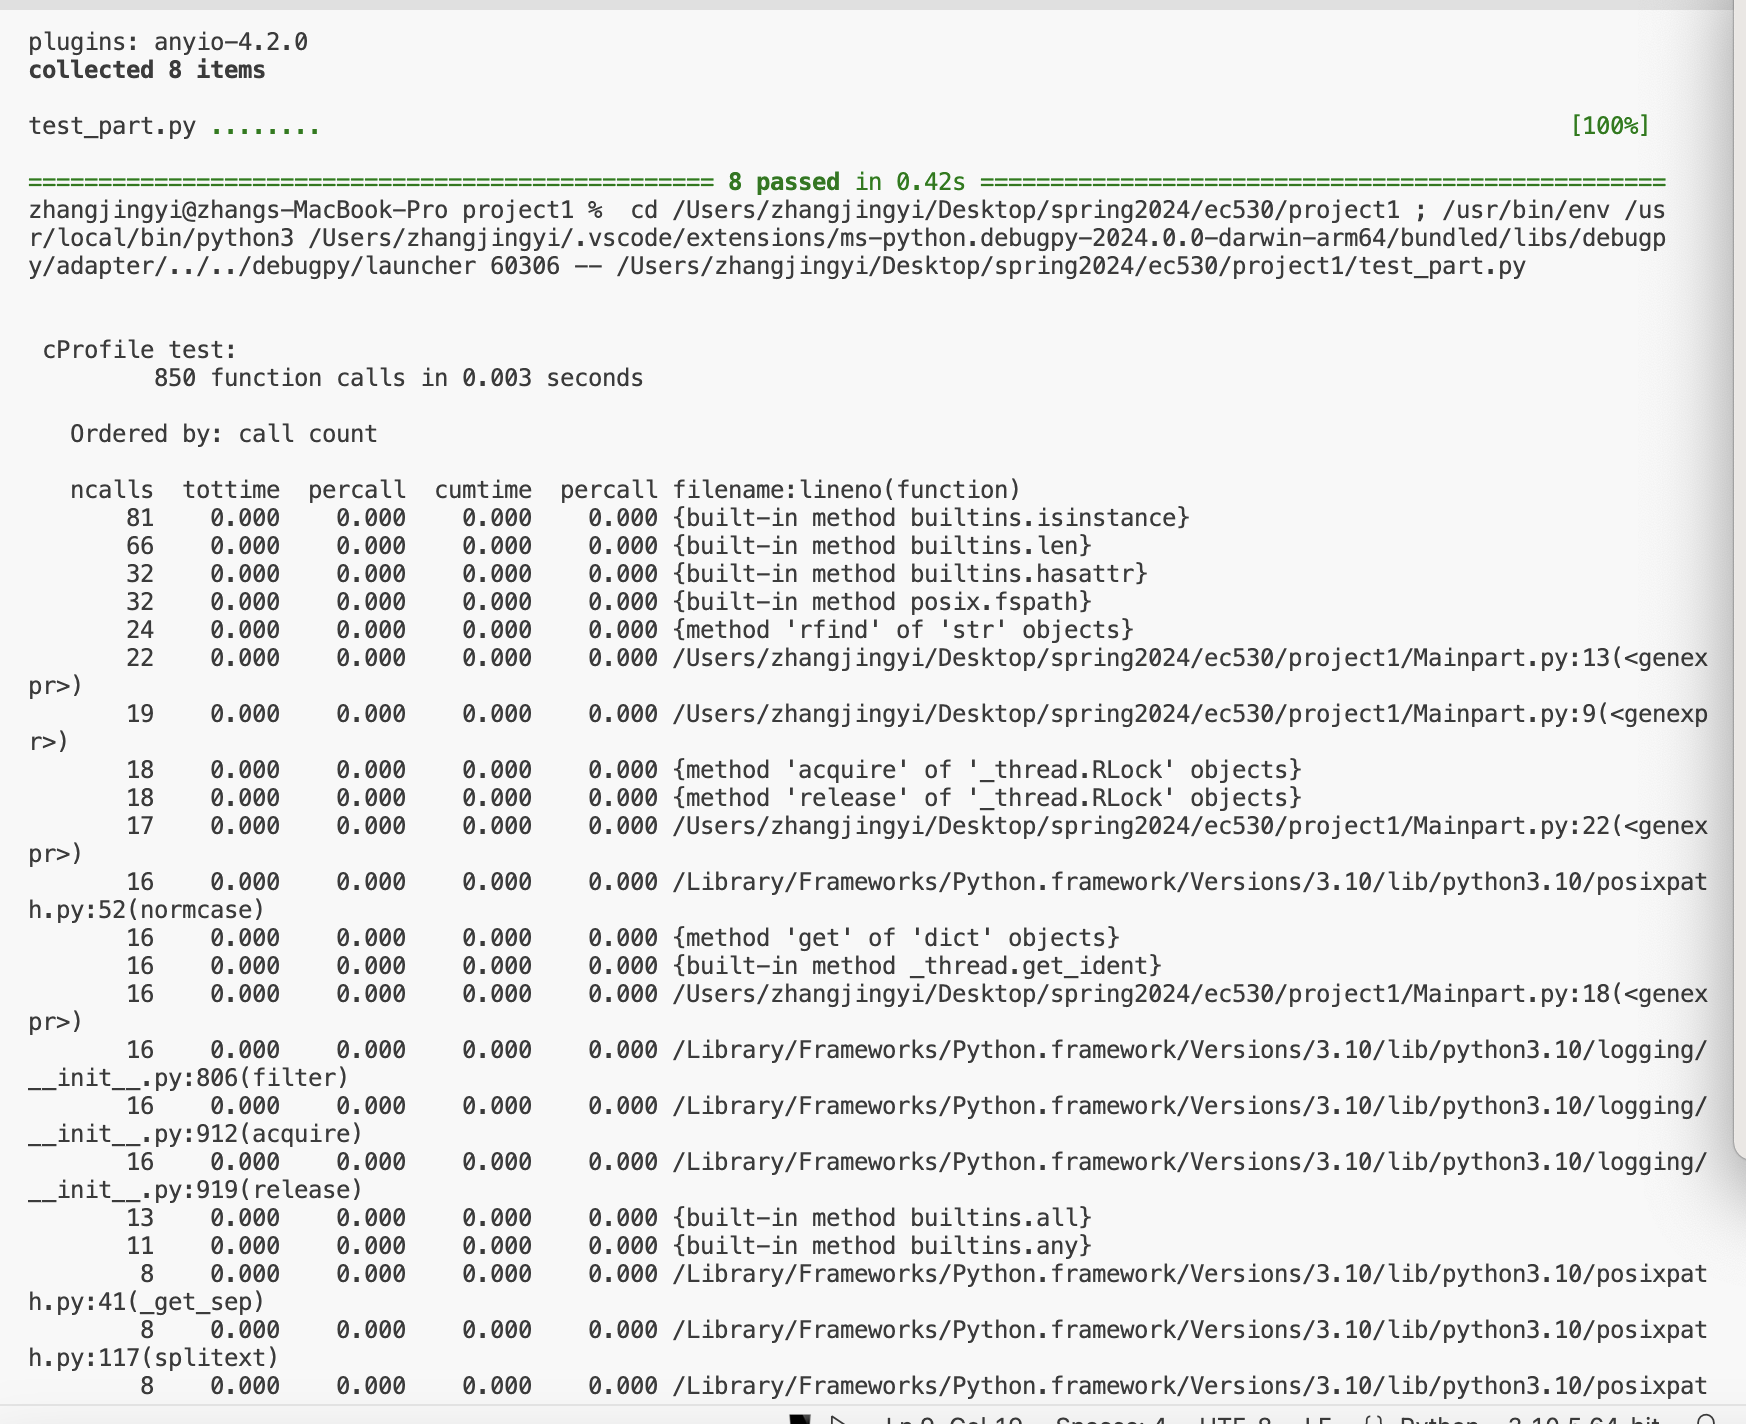 plugins: anyio-4.2.0
collected 8 items
test_part.py ........ [100%]
================================================= 8 passed in 0.42s =================================================
zhangjingyi@zhangs-MacBook-Pro project1 %  cd /Users/zhangjingyi/Desktop/spring2024/ec530/project1 ; /usr/bin/env /us
r/local/bin/python3 /Users/zhangjingyi/.vscode/extensions/ms-python.debugpy-2024.0.0-darwin-arm64/bundled/libs/debugp
y/adapter/../../debugpy/launcher 60306 -- /Users/zhangjingyi/Desktop/spring2024/ec530/project1/test_part.py
cProfile test:
850 function calls in 0.003 seconds
Ordered by: call count
ncalls  tottime  percall  cumtime  percall filename:lineno(function)
81    0.000    0.000    0.000    0.000 {built-in method builtins.isinstance}
66    0.000    0.000    0.000    0.000 {built-in method builtins.len}
32    0.000    0.000    0.000    0.000 {built-in method builtins.hasattr}
32    0.000    0.000    0.000    0.000 {built-in method posix.fspath}
24    0.000    0.000    0.000    0.000 {method 'rfind' of 'str' objects}
22    0.000    0.000    0.000    0.000 /Users/zhangjingyi/Desktop/spring2024/ec530/project1/Mainpart.py:13(<genex
pr>)
19    0.000    0.000    0.000    0.000 /Users/zhangjingyi/Desktop/spring2024/ec530/project1/Mainpart.py:9(<genexp
r>)
18    0.000    0.000    0.000    0.000 {method 'acquire' of '_thread.RLock' objects}
18    0.000    0.000    0.000    0.000 {method 'release' of '_thread.RLock' objects}
17    0.000    0.000    0.000    0.000 /Users/zhangjingyi/Desktop/spring2024/ec530/project1/Mainpart.py:22(<genex
pr>)
16    0.000    0.000    0.000    0.000 /Library/Frameworks/Python.framework/Versions/3.10/lib/python3.10/posixpat
h.py:52(normcase)
16    0.000    0.000    0.000    0.000 {method 'get' of 'dict' objects}
16    0.000    0.000    0.000    0.000 {built-in method _thread.get_ident}
16    0.000    0.000    0.000    0.000 /Users/zhangjingyi/Desktop/spring2024/ec530/project1/Mainpart.py:18(<genex
pr>)
16    0.000    0.000    0.000    0.000 /Library/Frameworks/Python.framework/Versions/3.10/lib/python3.10/logging/
__init__.py:806(filter)
16    0.000    0.000    0.000    0.000 /Library/Frameworks/Python.framework/Versions/3.10/lib/python3.10/logging/
__init__.py:912(acquire)
16    0.000    0.000    0.000    0.000 /Library/Frameworks/Python.framework/Versions/3.10/lib/python3.10/logging/
__init__.py:919(release)
13    0.000    0.000    0.000    0.000 {built-in method builtins.all}
11    0.000    0.000    0.000    0.000 {built-in method builtins.any}
8    0.000    0.000    0.000    0.000 /Library/Frameworks/Python.framework/Versions/3.10/lib/python3.10/posixpat
h.py:41(_get_sep)
8    0.000    0.000    0.000    0.000 /Library/Frameworks/Python.framework/Versions/3.10/lib/python3.10/posixpat
h.py:117(splitext)
8    0.000    0.000    0.000    0.000 /Library/Frameworks/Python.framework/Versions/3.10/lib/python3.10/posixpat